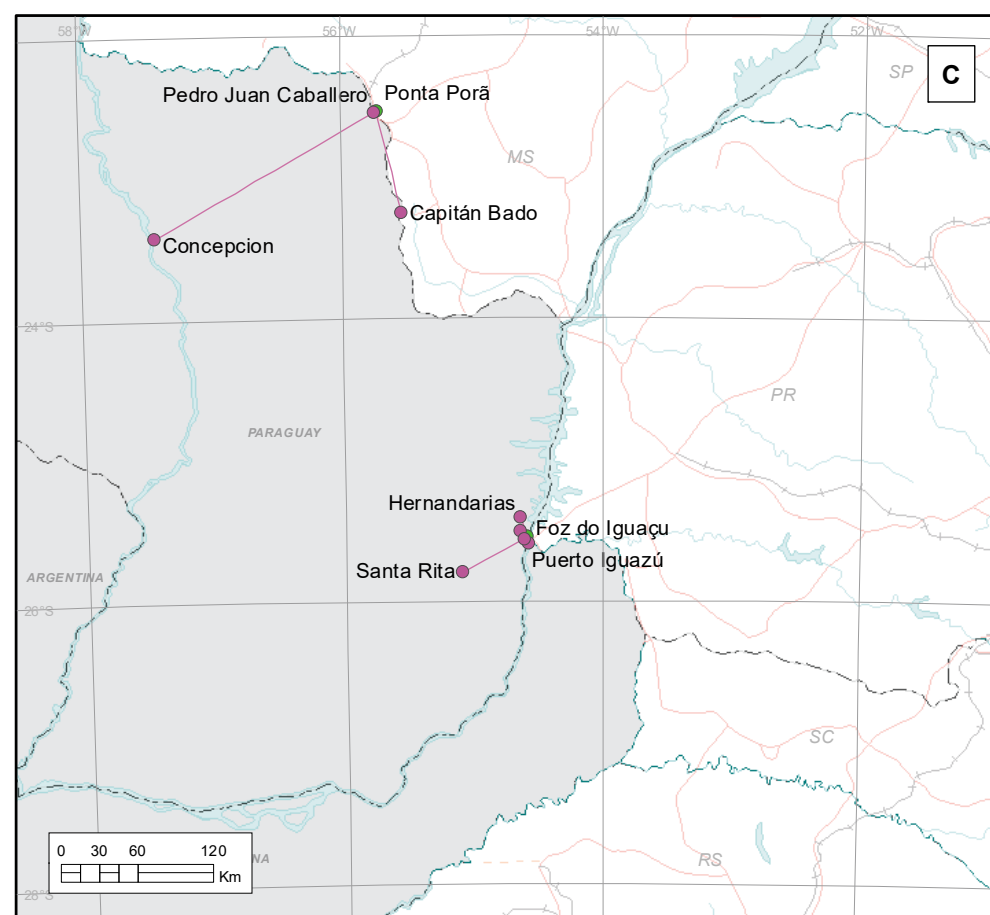 58°W
56°W
54°W
52°W
SP
C
Pedro Juan Caballero
Ponta Porã
MS
Capitán Bado
Concepcion
24°S
PR
PARAGUAY
Hernandarias
Foz do Iguaçu
Puerto Iguazú
Santa Rita
ARGENTINA
26°S
SC
0 30 60 120
Km
NA
RS
28°S